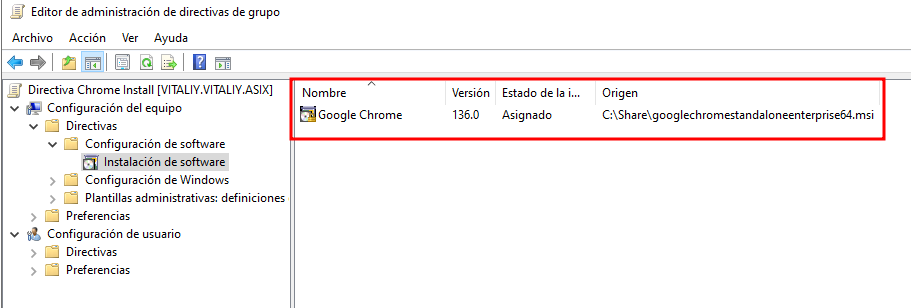 Editor de administración de directivas de grupo
Archivo Acción Ver Ayuda
Directiva Chrome Install [VITALIY.VITALIY.ASIX]
Configuración del equipo
Directivas
Configuración de software
Instalación de software
Configuración de Windows
Plantillas administrativas: definiciones
Preferencias
Configuración de usuario
Directivas
Preferencias
Nombre Versión Estado de la i... Origen
Google Chrome 136.0 Asignado C:\Share\googlechromestandaloneenterprise64.msi